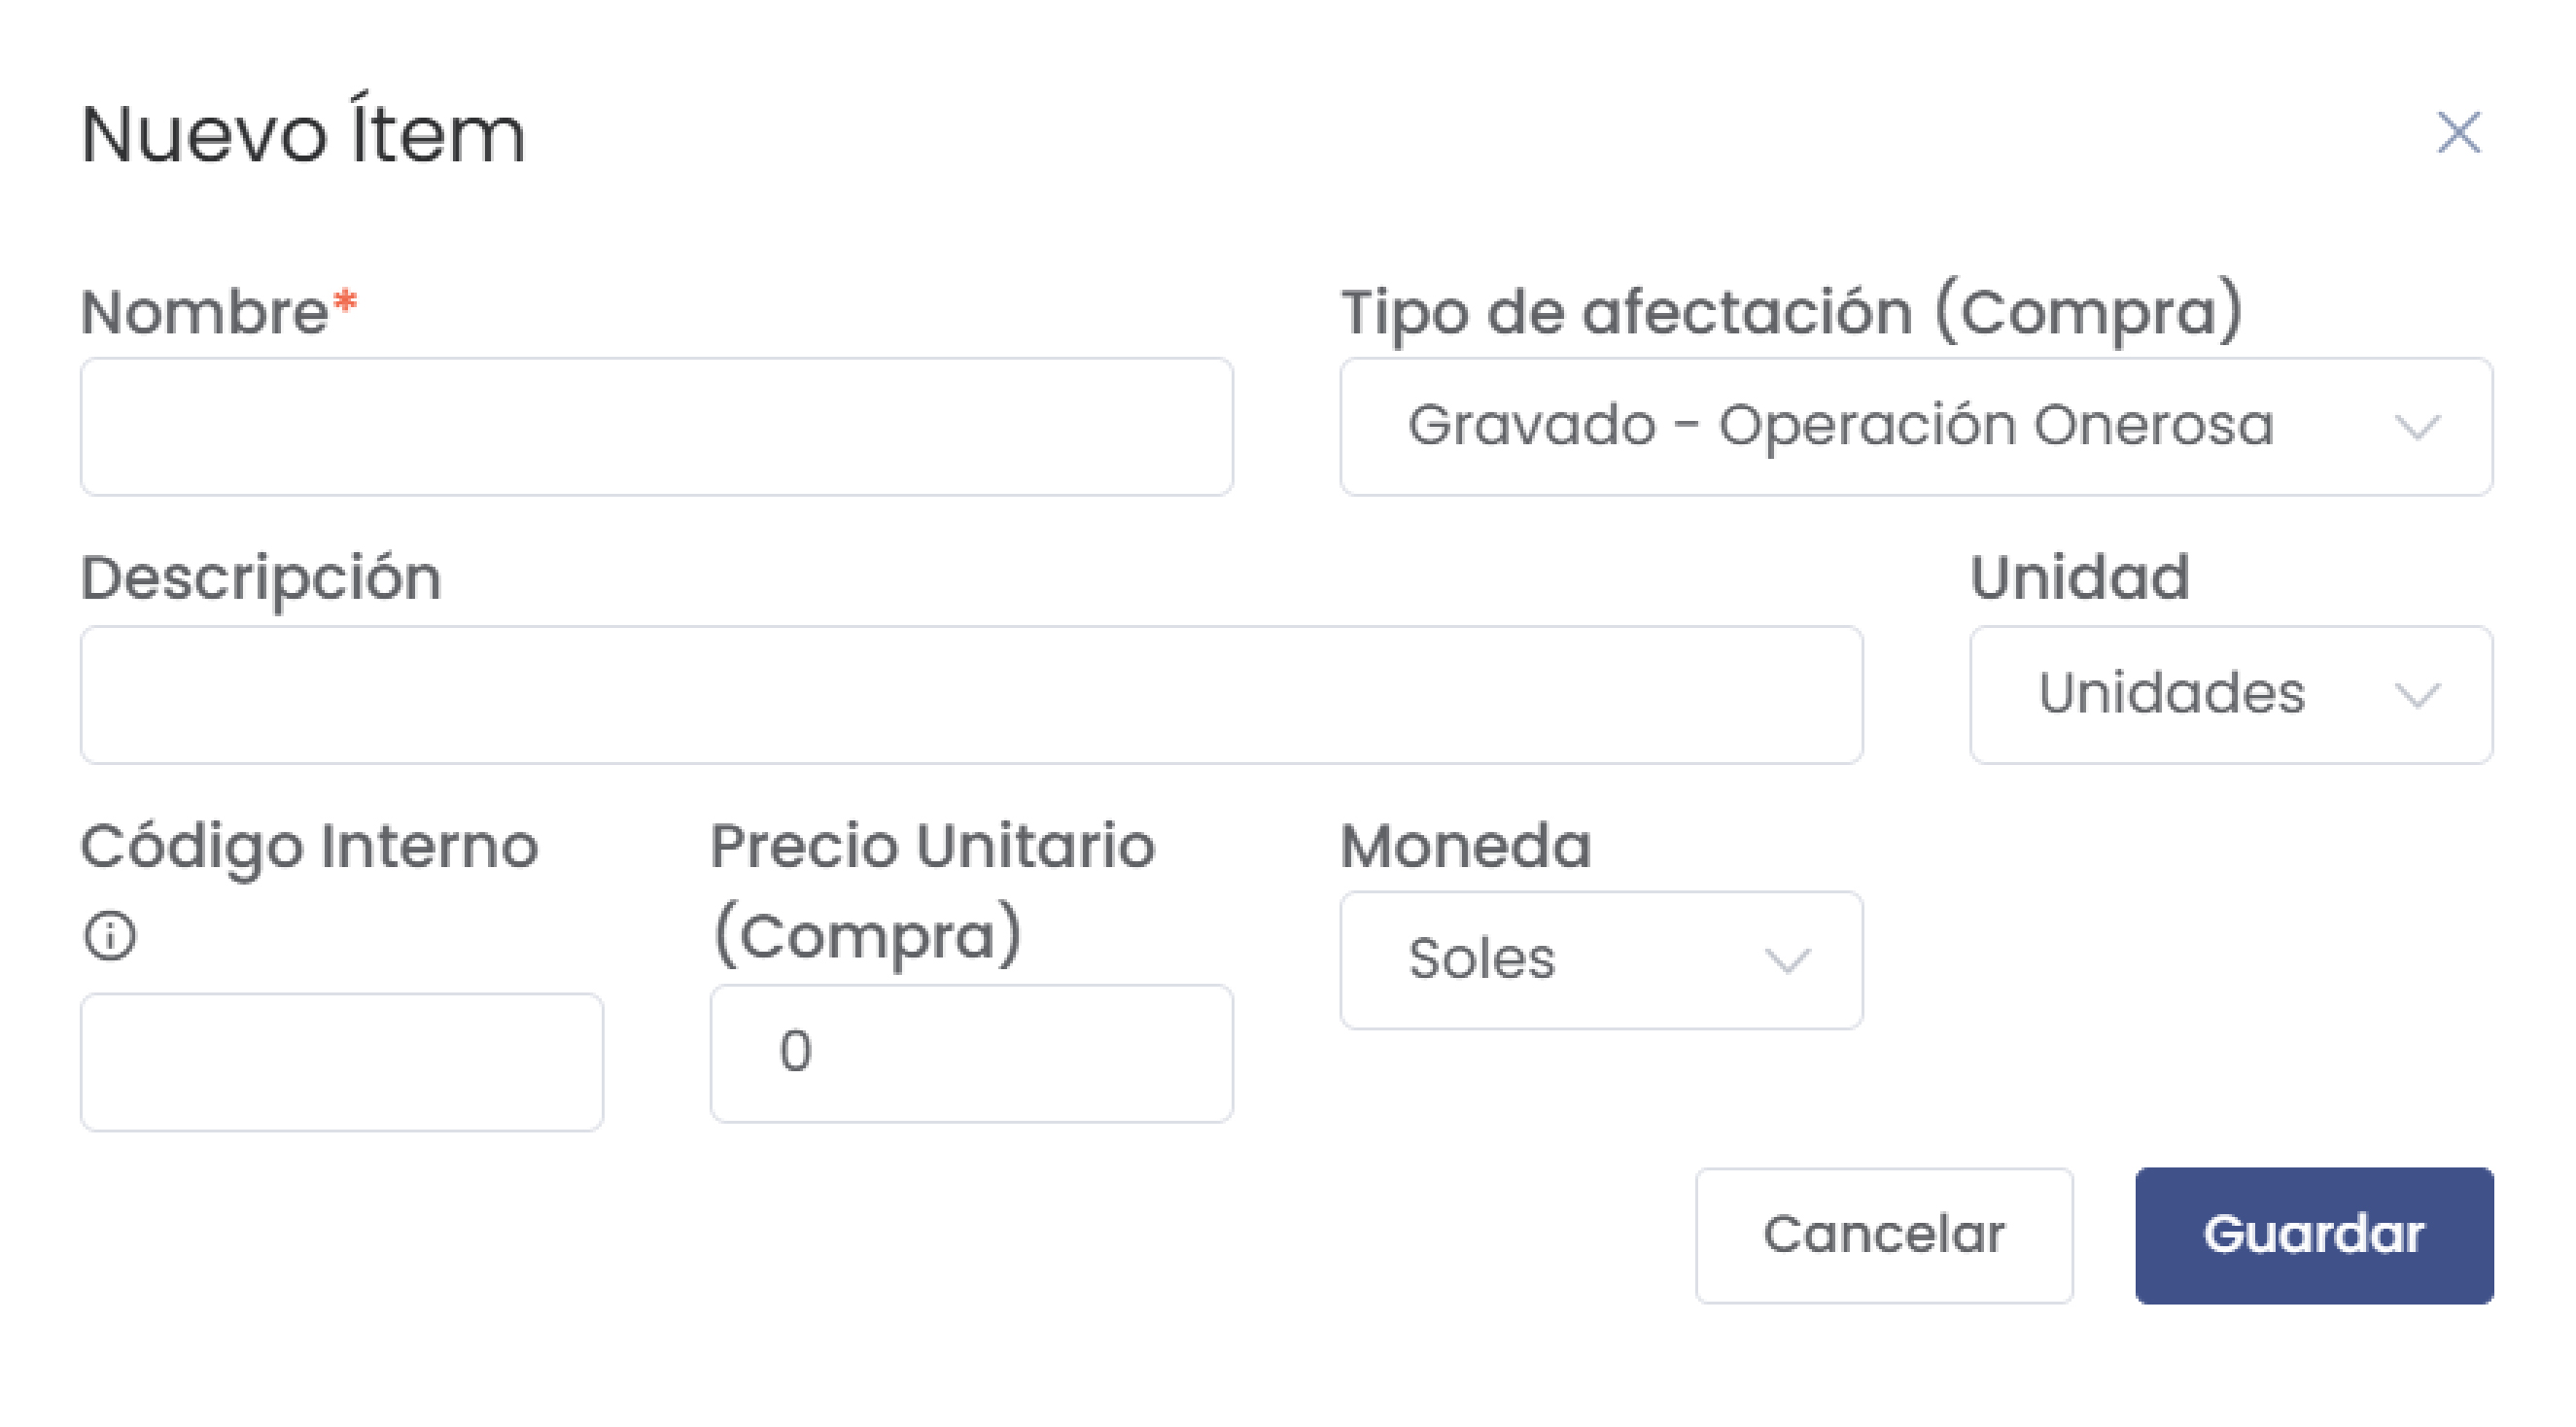 Nuevo Ítem
Nombre*
Tipo de afectación (Compra)
Gravado - Operación Onerosa
Descripción
Unidad
Unidades
Código Interno
Precio Unitario
(Compra)
0
Moneda
Soles
Cancelar
Guardar